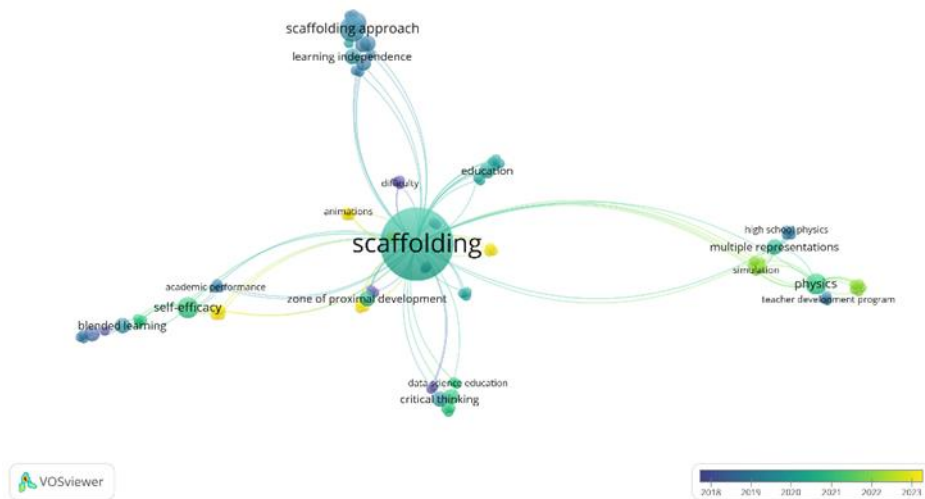 scaffolding approach
learning independence
difficulty
education
animations
scaffolding
high school physics
multiple representations
simulation
physics
teacher development program
academic performance
zone of proximal development
self-efficacy
blended learning
data science education
critical thinking
VOSviewer
2018 2019 2020 2021 2022 2023